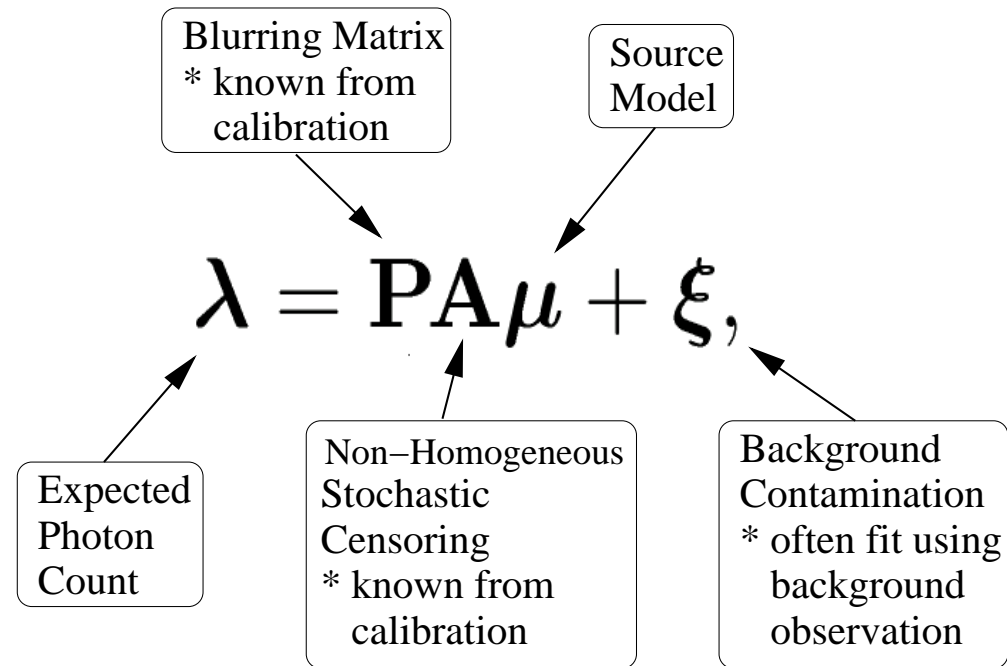 Blurring Matrix
* known from
calibration
Source
Model
λ = PAμ + ξ,
Expected
Photon
Count
Non−Homogeneous
Stochastic
Censoring
* known from
calibration
Background
Contamination
* often fit using
background
observation